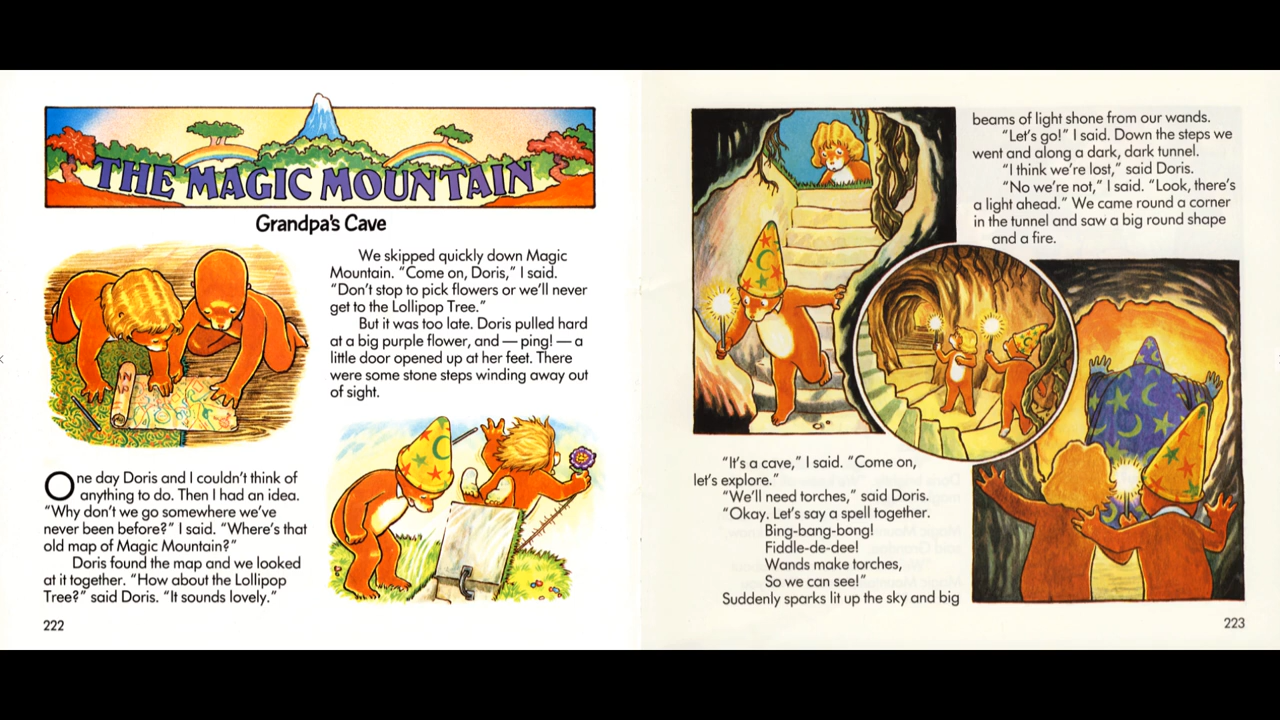 THE MAGIC MOUNTAIN
Grandpa's Cave
One day Doris and I couldn't think of
anything to do. Then I had an idea.
“Why don't we go somewhere we've
never been before?” I said. “Where's that
old map of Magic Mountain?”
Doris found the map and we looked
at it together. “How about the Lollipop
Tree?” said Doris. “It sounds lovely.”
222
We skipped quickly down Magic
Mountain. “Come on, Doris,” I said.
“Don't stop to pick flowers or we'll never
get to the Lollipop Tree.”
But it was too late. Doris pulled hard
at a big purple flower, and — ping! — a
little door opened up at her feet. There
were some stone steps winding away out
of sight.
“It's a cave,” I said. “Come on,
let's explore.”
“We'll need torches,” said Doris.
“Okay. Let's say a spell together.
Bing-bang-bong!
Fiddle-de-dee!
Wands make torches,
So we can see!”
Suddenly sparks lit up the sky and big
beams of light shone from our wands.
“Let's go!” I said. Down the steps we
went and along a dark, dark tunnel.
“I think we're lost,” said Doris.
“No we're not,” I said. “Look, there's
a light ahead.” We came round a corner
in the tunnel and saw a big round shape
and a fire.
223